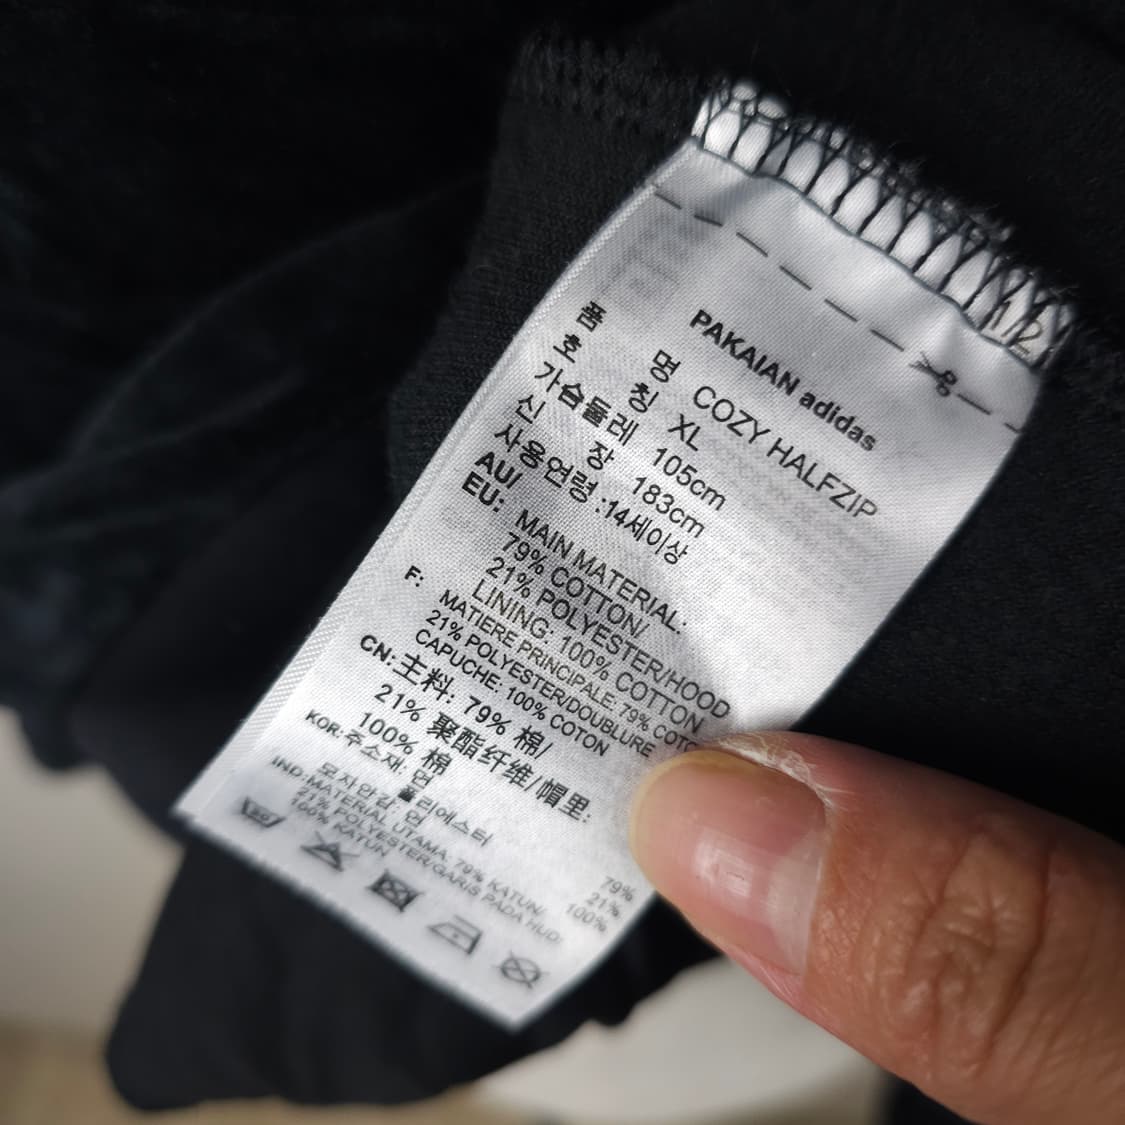 1/2
PAKAIAN adidas
품 명 COZY HALFZIP
호 칭 XL
가슴둘레 105cm
신 장 183cm
사용연령 :14세이상
AU/
EU: MAIN MATERIAL:
79% COTTON/
21% POLYESTER/HOOD
LINING: 100% COTTON
F: MATIERE PRINCIPALE: 79% COTO
21% POLYESTER/DOUBLURE
CAPUCHE: 100% COTON
CN: 主料: 79% 棉/
21% 聚酯纤维/帽里:
100% 棉
KOR: 주소재: 면 79%
폴리에스터 21%
모자안감: 면 100%
IND: MATERIAL UTAMA: 79% KATUN/
21% POLYESTER/GARIS PADA HUD:
100% KATUN